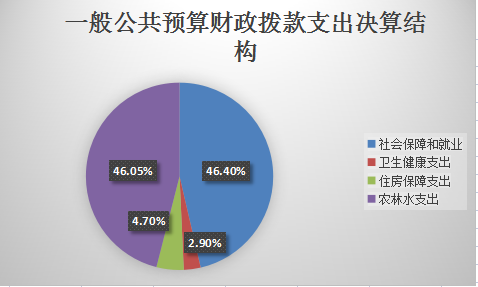 一般公共预算财政拨款支出决算结
构
46.05%
46.40%
4.70%
2.90%
社会保障和就业
卫生健康支出
住房保障支出
农林水支出